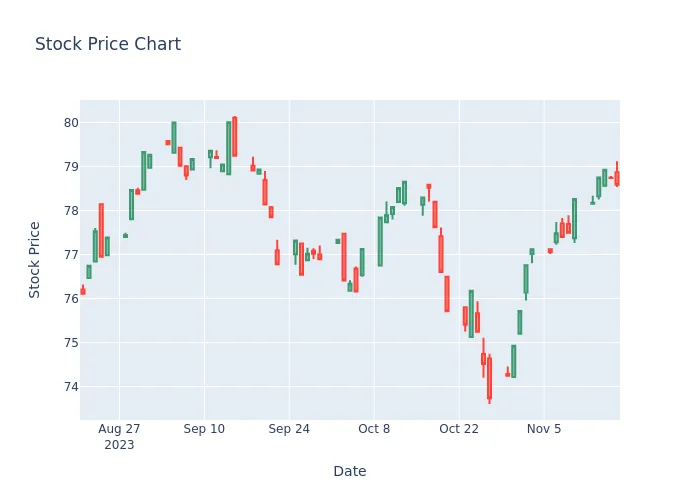 Stock Price Chart
80
79
78
77
76
75
74
Stock Price
Aug 27
2023
Sep 10
Sep 24
Oct 8
Oct 22
Nov 5
Date